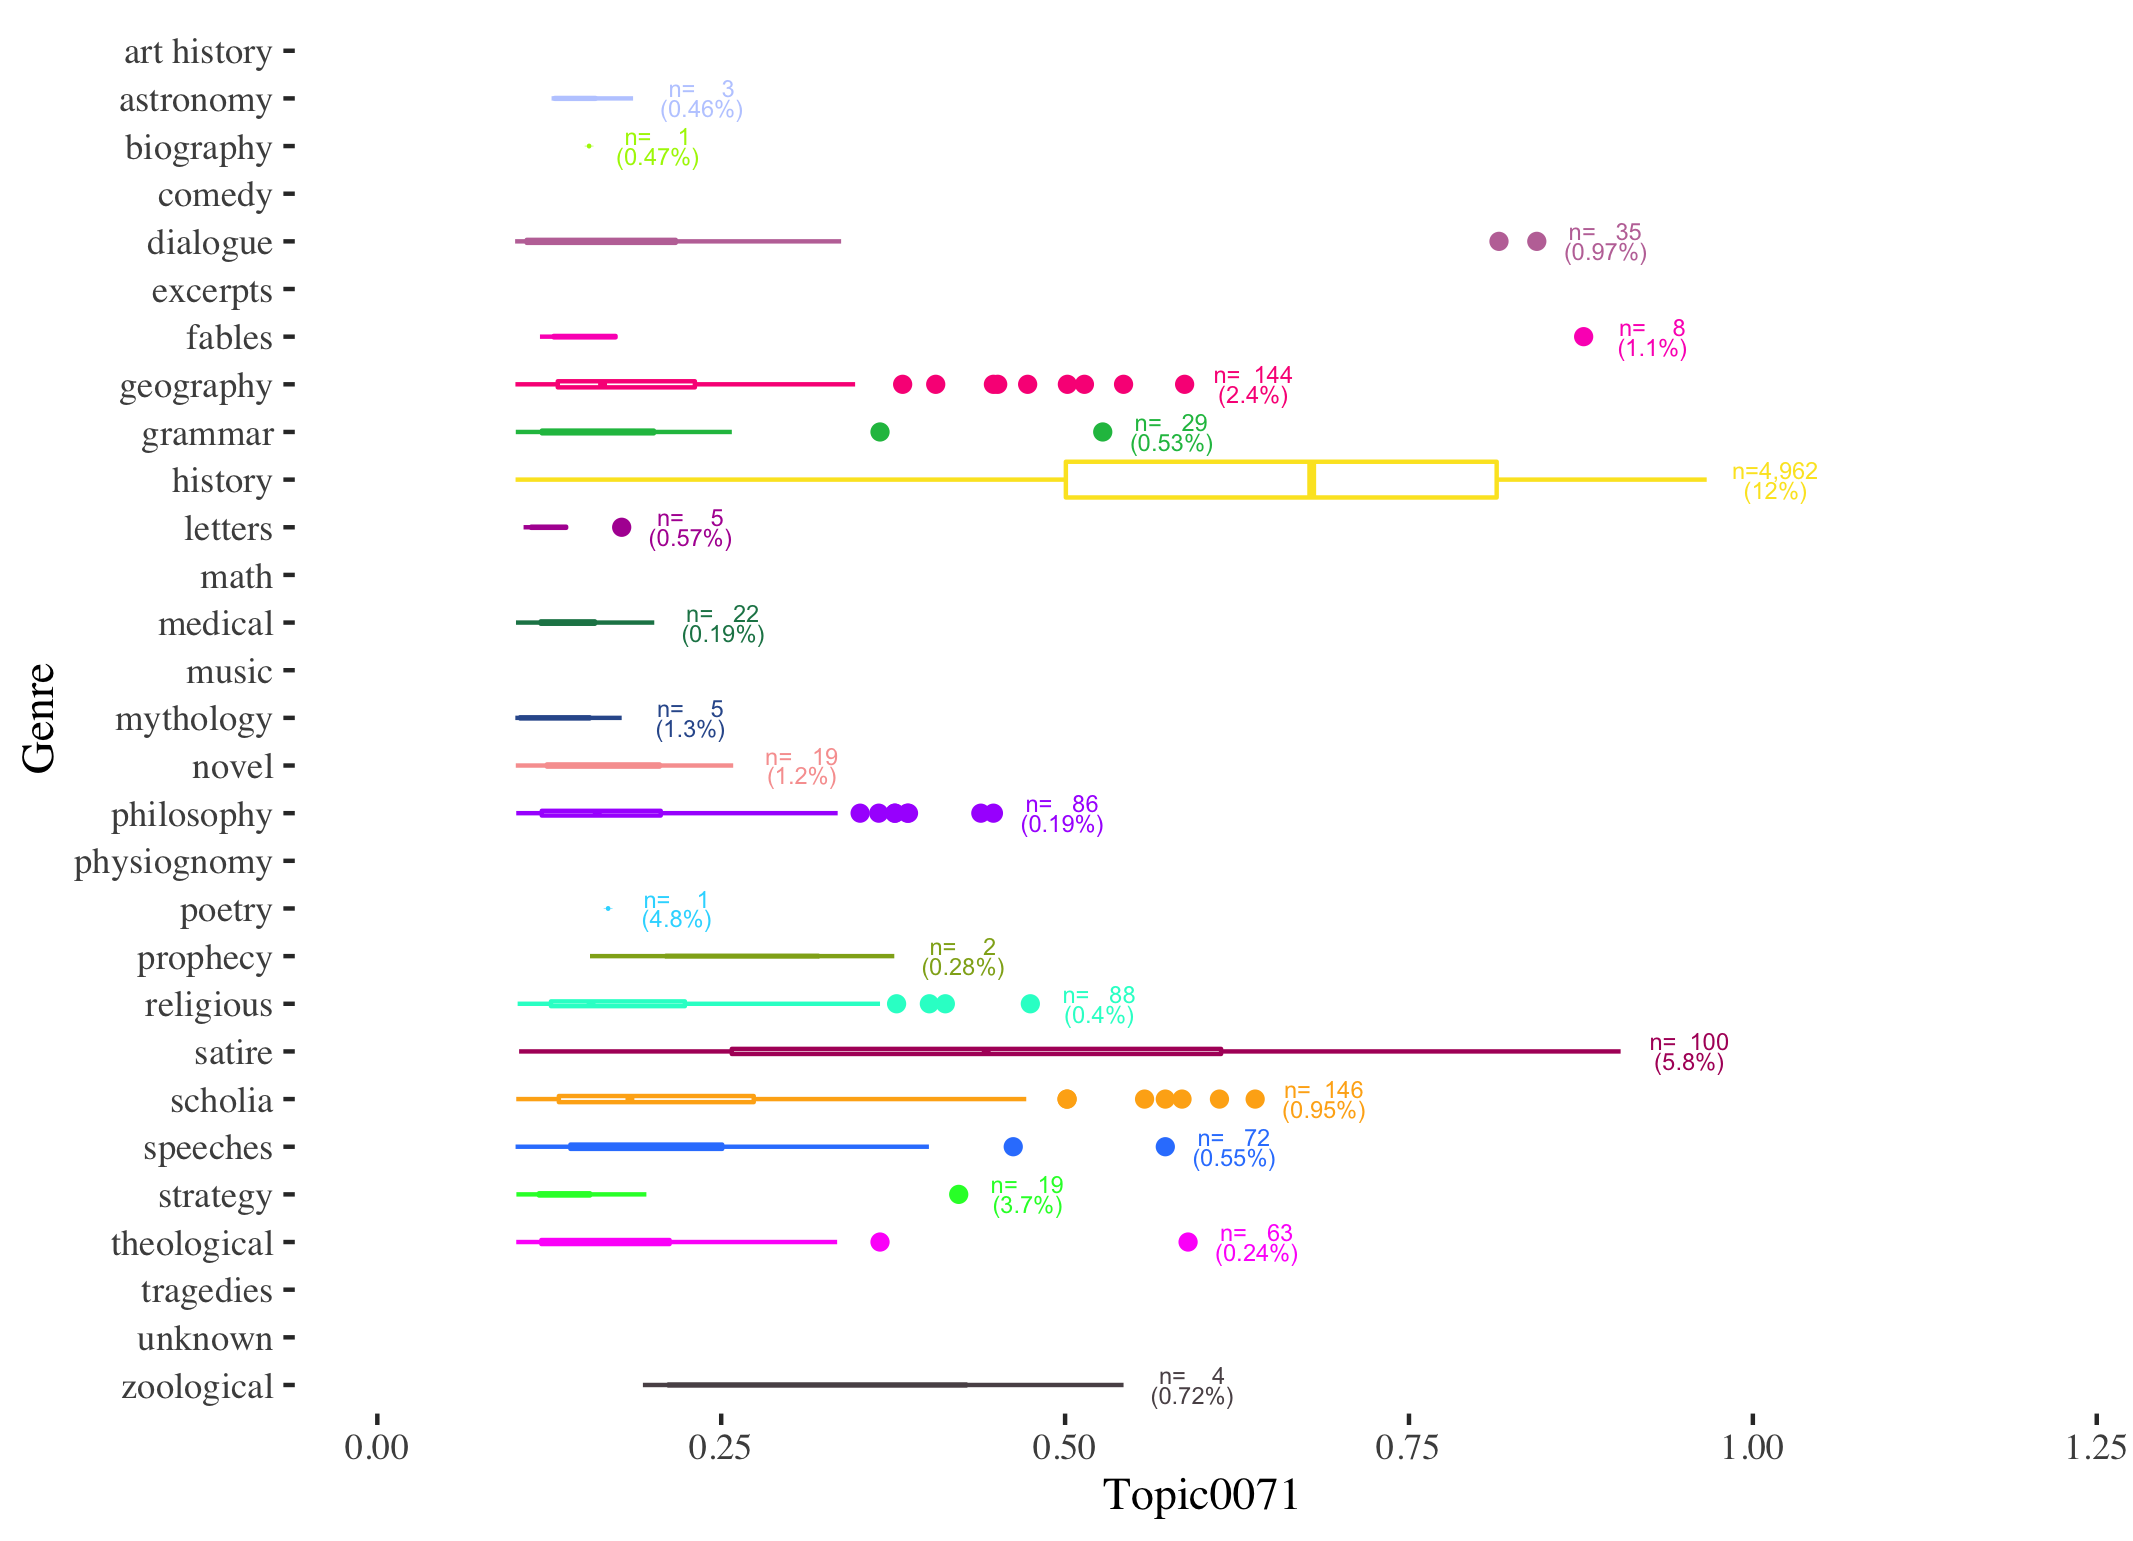 art history
astronomy
n= 3
(0.46%)
biography
n= 1
(0.47%)
comedy
dialogue
n= 35
(0.97%)
excerpts
fables
n= 8
(1.1%)
geography
n= 144
(2.4%)
grammar
n= 29
(0.53%)
history
n=4,962
(12%)
letters
n= 5
(0.57%)
math
medical
n= 22
(0.19%)
music
mythology
n= 5
(1.3%)
novel
n= 19
(1.2%)
philosophy
n= 86
(0.19%)
physiognomy
poetry
n= 1
(4.8%)
prophecy
n= 2
(0.28%)
religious
n= 88
(0.4%)
satire
n= 100
(5.8%)
scholia
n= 146
(0.95%)
speeches
n= 72
(0.55%)
strategy
n= 19
(3.7%)
theological
n= 63
(0.24%)
tragedies
unknown
zoological
n= 4
(0.72%)
Genre
0.00 0.25 0.50 0.75 1.00 1.25
Topic0071